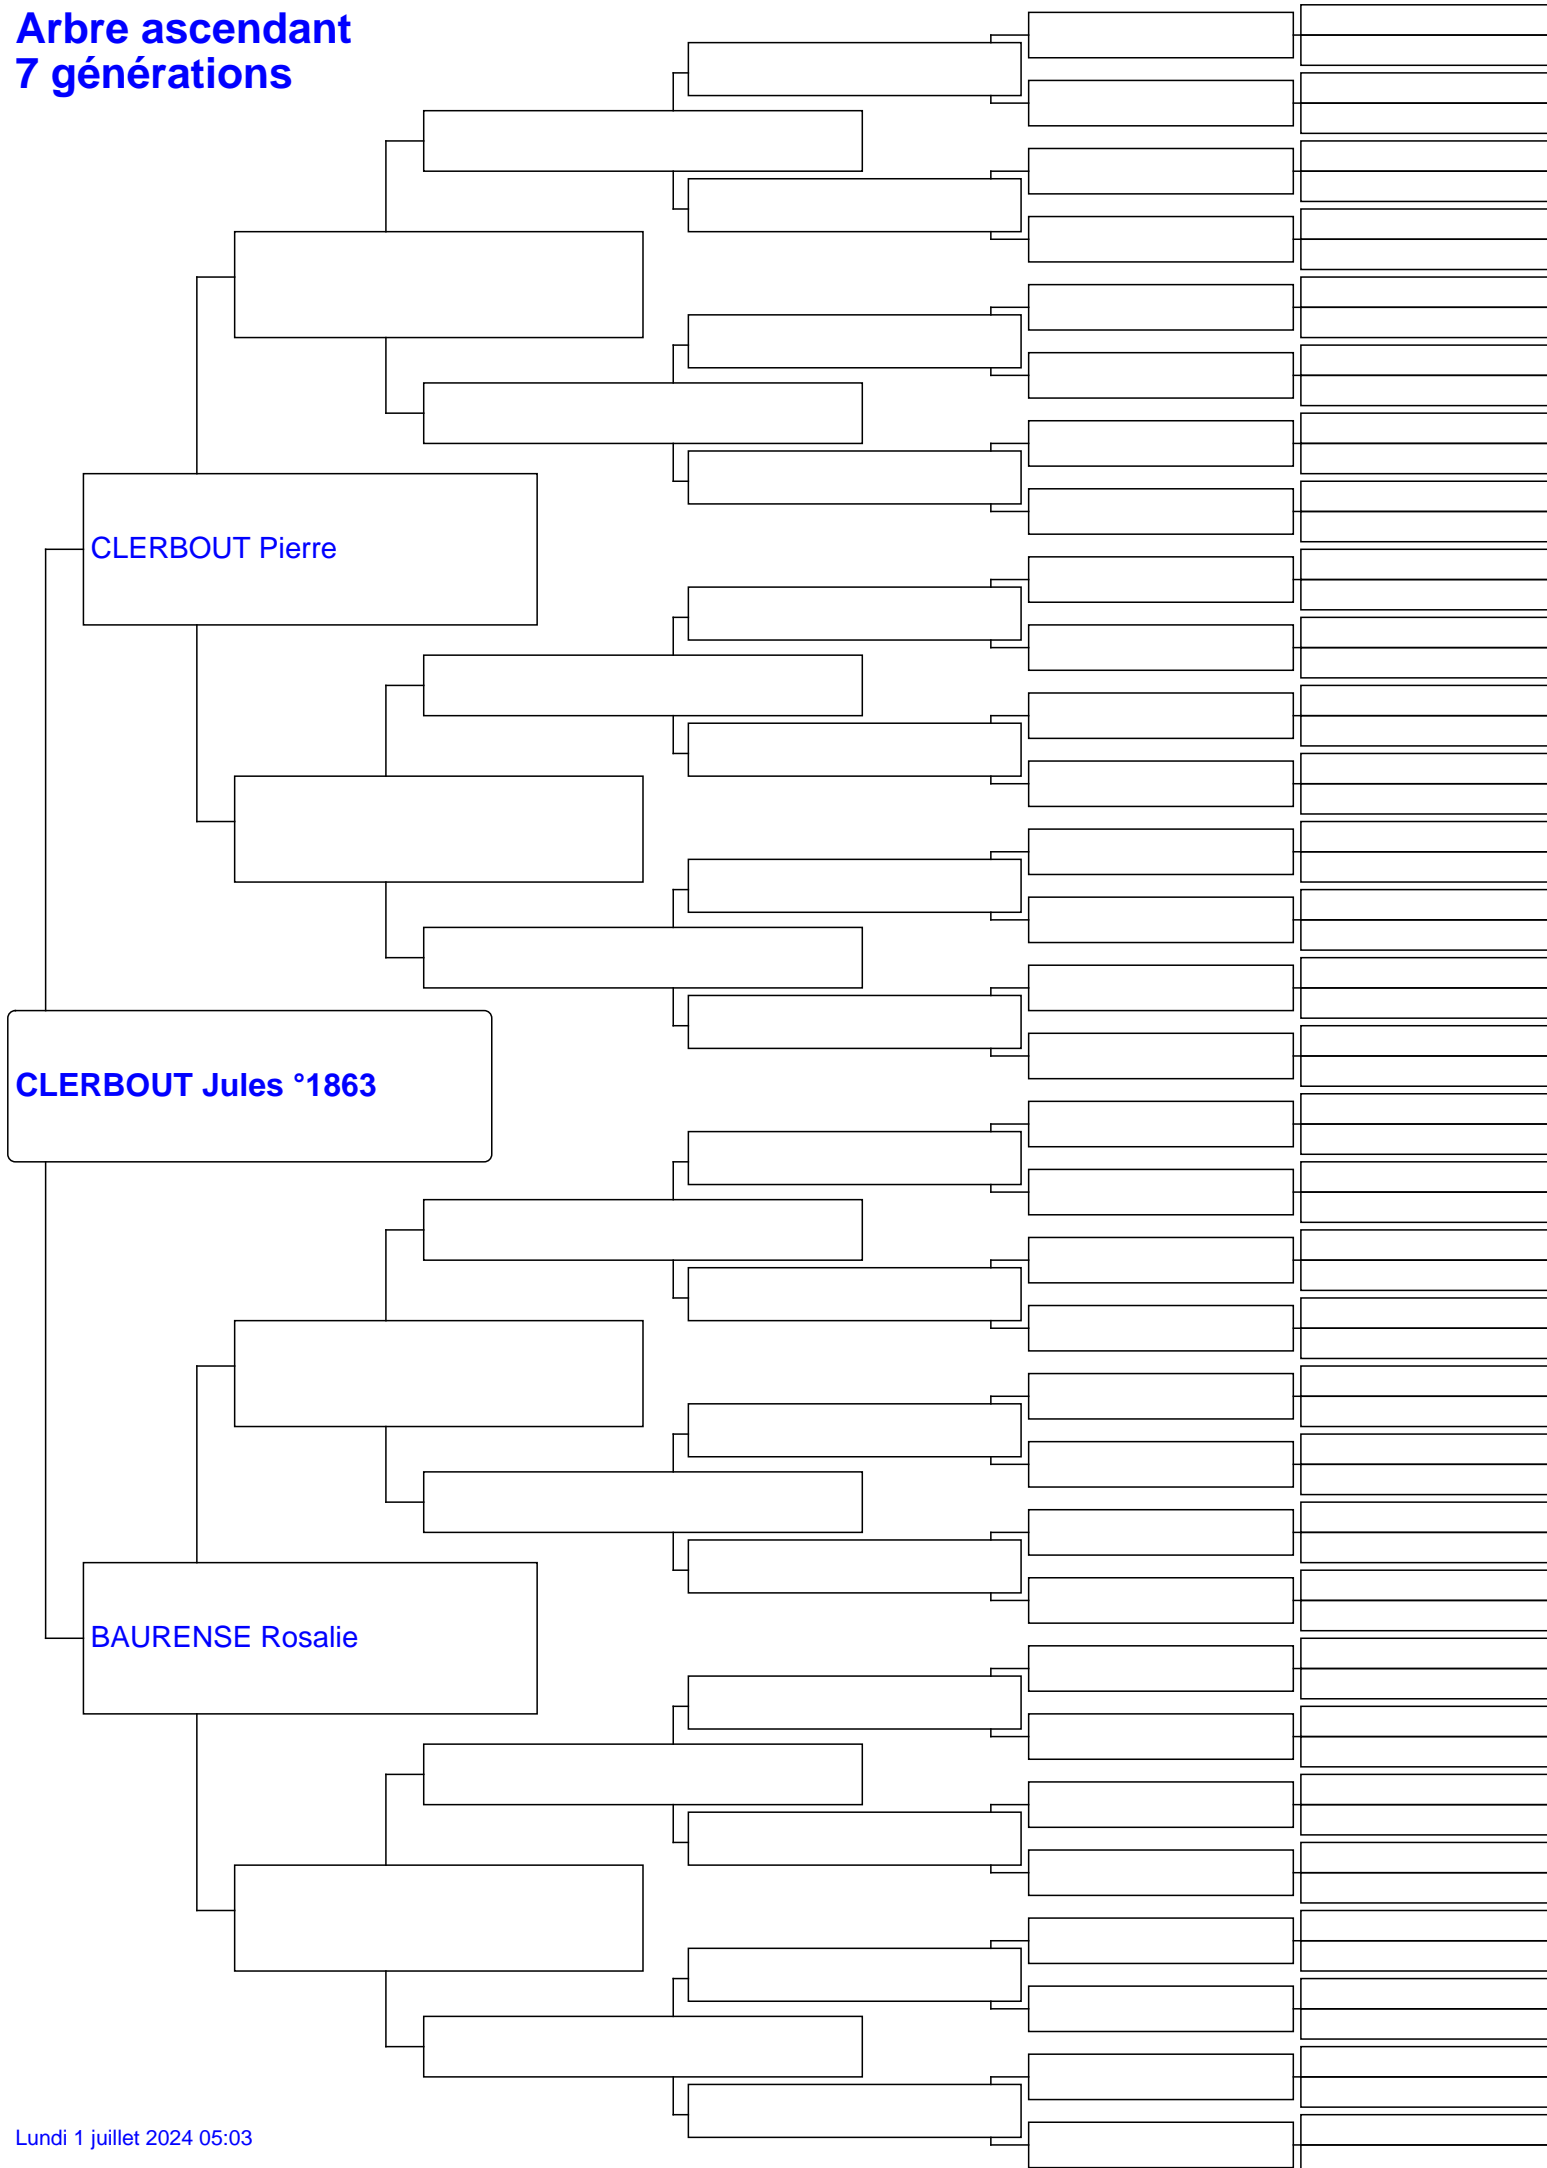 Arbre ascendant
7 générations
CLERBOUT Pierre
CLERBOUT Jules °1863
BAURENSE Rosalie
Lundi 1 juillet 2024 05:03